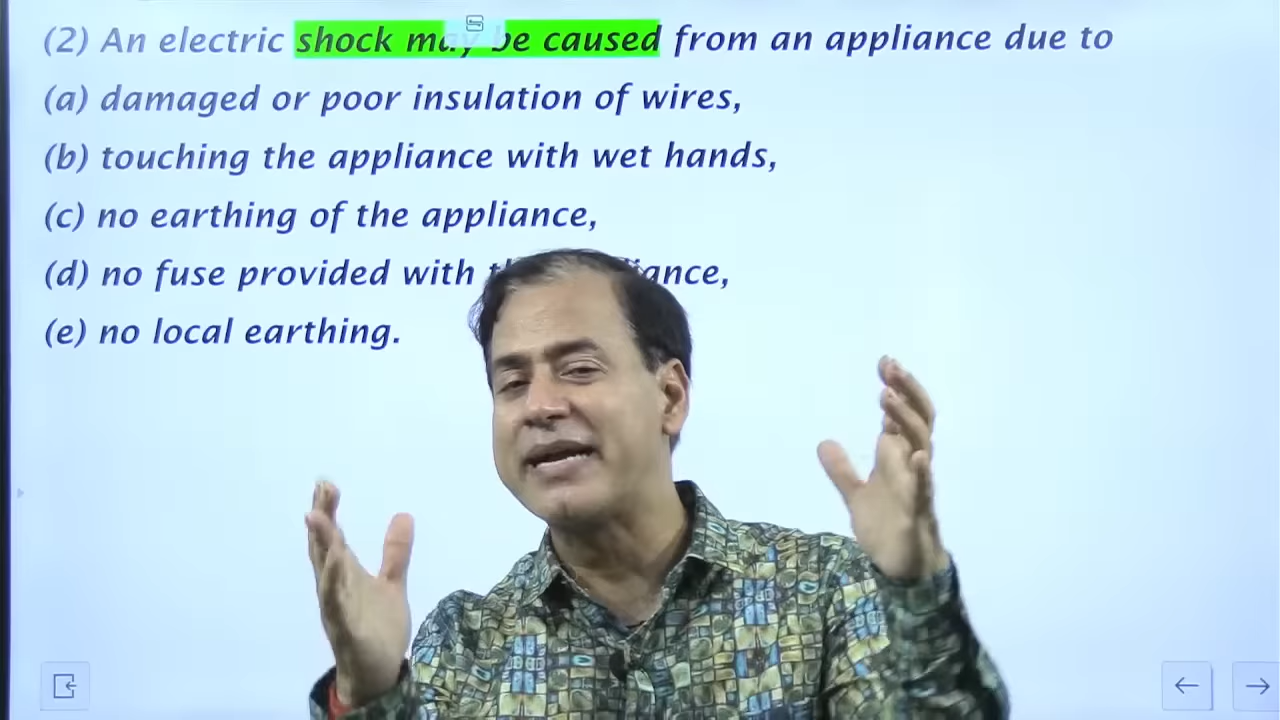 (2) An electric shock may be caused from an appliance due to
(a) damaged or poor insulation of wires,
(b) touching the appliance with wet hands,
(c) no earthing of the appliance,
(d) no fuse provided with
(e) no local earthing.